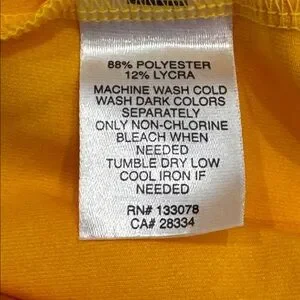 88% POLYESTER
12% LYCRA
MACHINE WASH COLD
WASH DARK COLORS
SEPARATELY
ONLY NON-CHLORINE
BLEACH WHEN
NEEDED
TUMBLE DRY LOW
COOL IRON IF
NEEDED
RN# 133078
CA# 28334